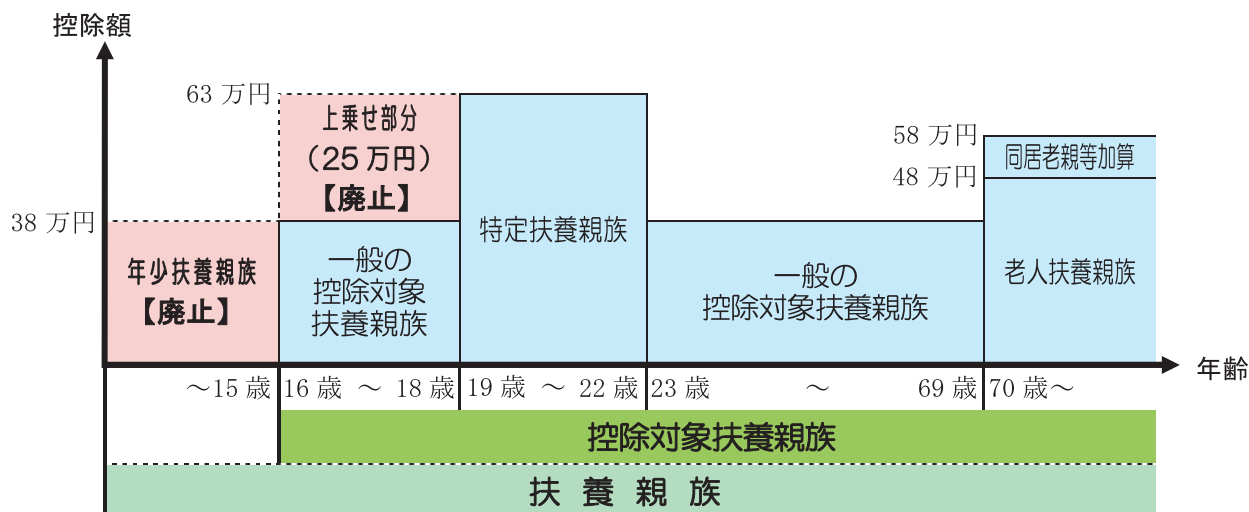 控除額
63 万円
上乗せ部分
（25 万円）
【廃止】
58 万円
同居老親等加算
48 万円
38 万円
年少扶養親族
【廃止】
一般の
控除対象
扶養親族
特定扶養親族
一般の
控除対象扶養親族
老人扶養親族
年齢
～15 歳
16 歳 ～ 18 歳
19 歳 ～ 22 歳
23 歳 ～ 69 歳
70 歳～
控除対象扶養親族
扶養親族